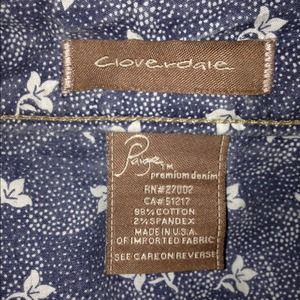 Cloverdale
Paige™
premium denim
RN#27002
CA#51217
98% COTTON
2% SPANDEX
MADE IN U.S.A
OF IMPORTED FABRIC
SEE CARE ON REVERSE